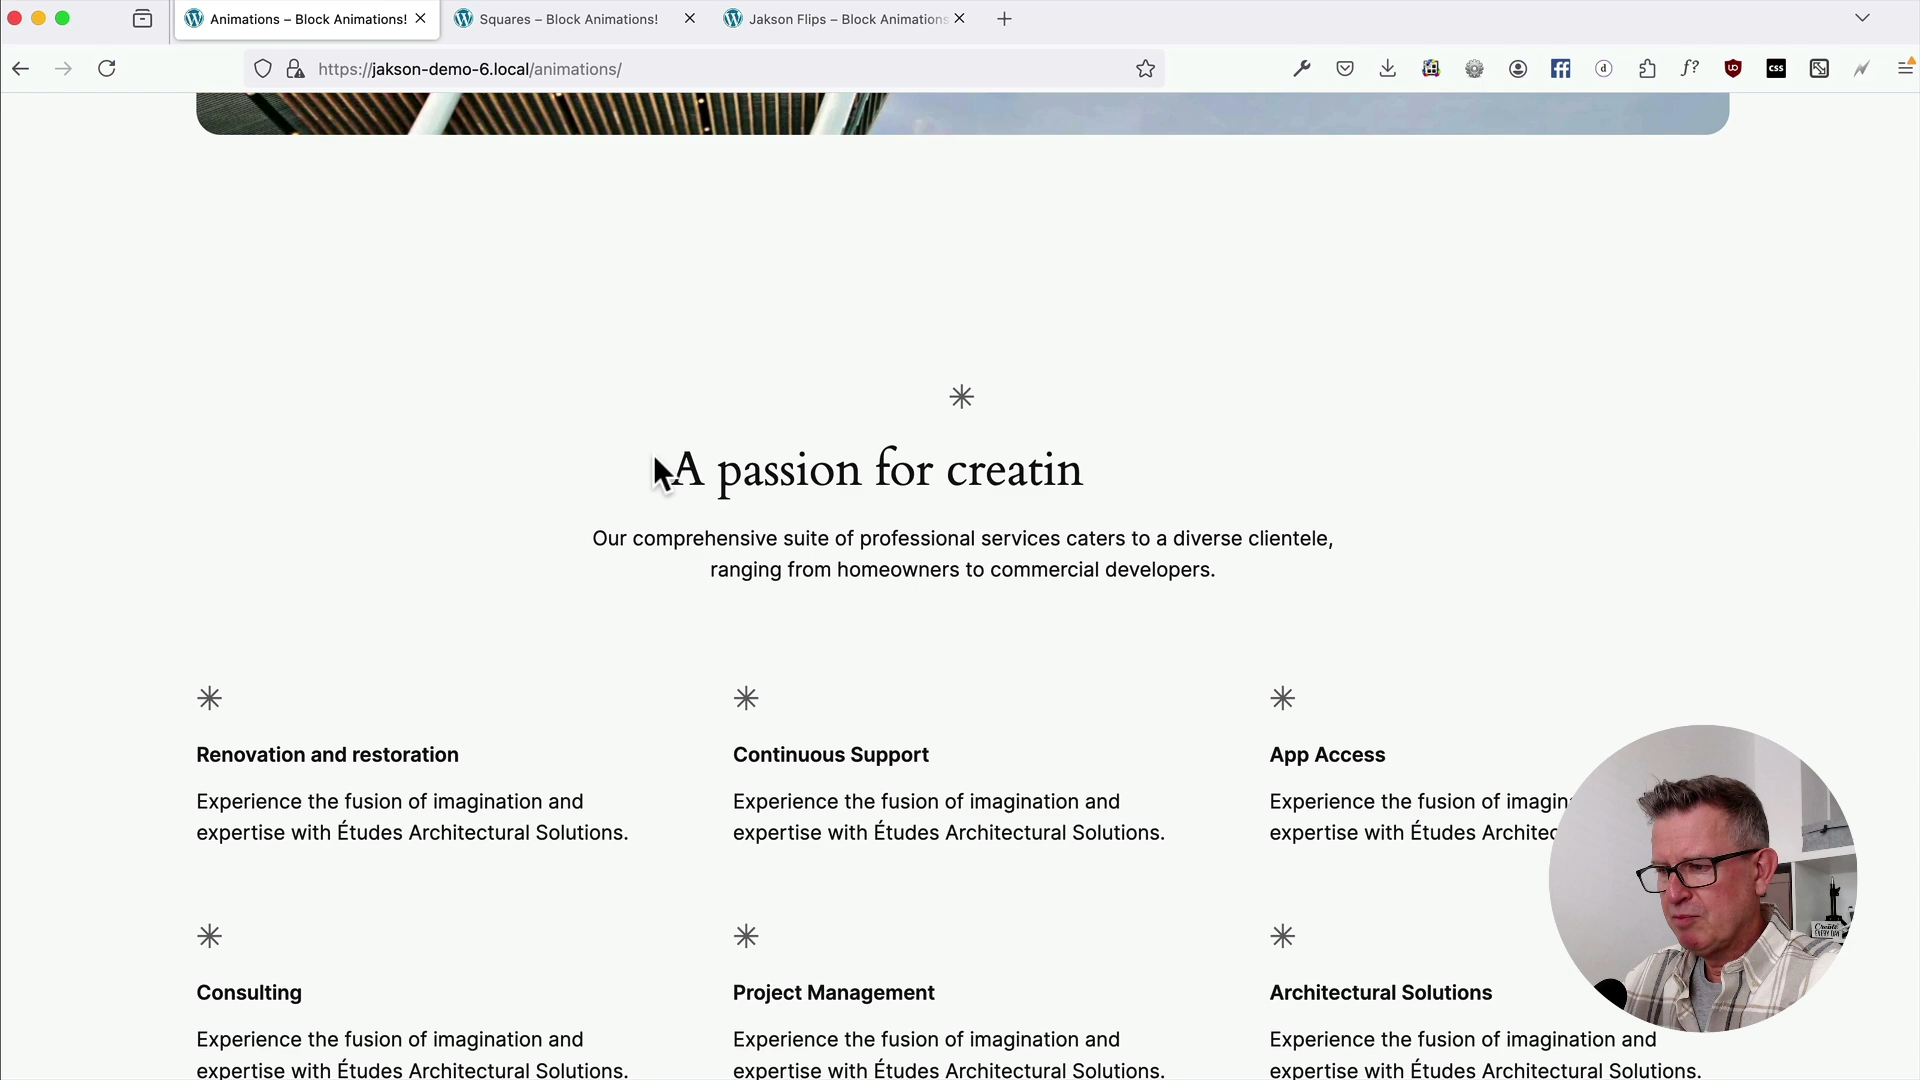 Animations – Block Animations!
Squares – Block Animations!
Jakson Flips – Block Animations
https://jakson-demo-6.local/animations/
f?
css
A passion for creatin
Our comprehensive suite of professional services caters to a diverse clientele,
ranging from homeowners to commercial developers.
Renovation and restoration
Continuous Support
App Access
Experience the fusion of imagination and
expertise with Études Architectural Solutions.
Experience the fusion of imagination and
expertise with Études Architectural Solutions.
Experience the fusion of imagin
expertise with Études Architec
Consulting
Project Management
Architectural Solutions
Experience the fusion of imagination and
expertise with Études Architectural Solutions.
Experience the fusion of imagination and
expertise with Études Architectural Solutions.
Experience the fusion of imagination and
expertise with Études Architectural Solutions.
Create
EVERY DAY